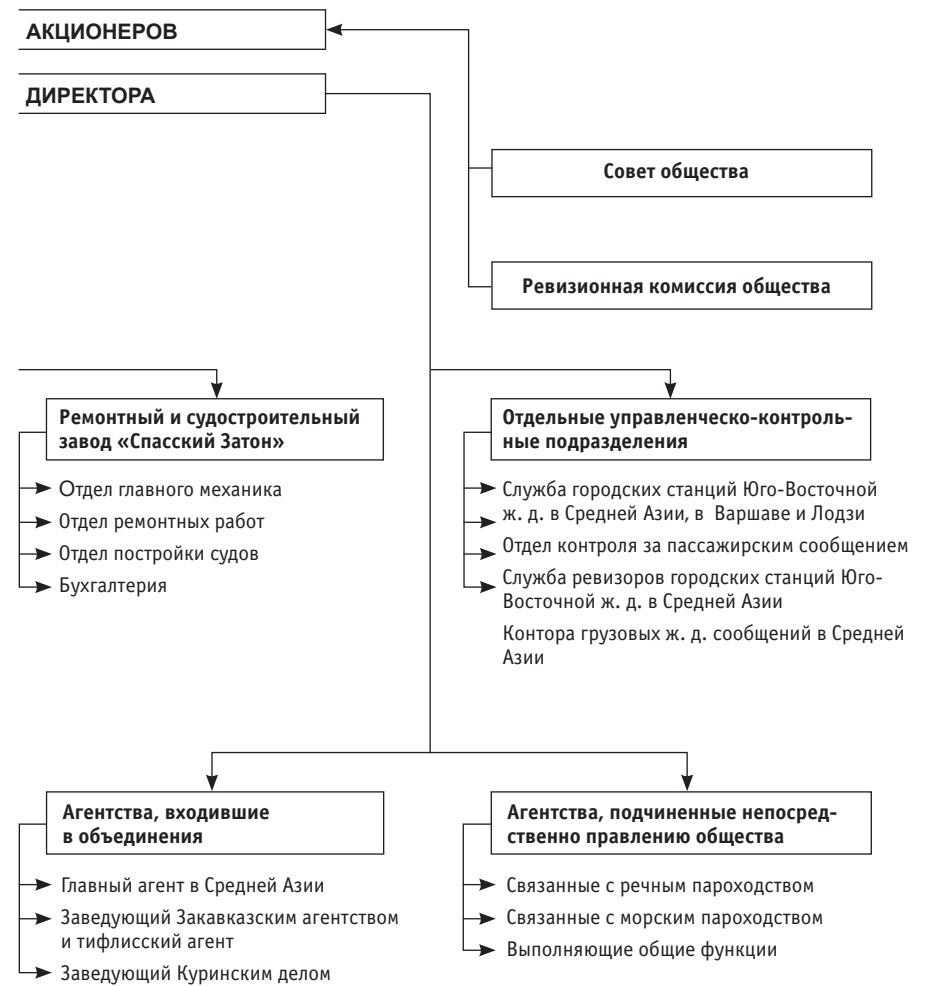 АКЦИОНЕРОВ
ДИРЕКТОРА
Совет общества
Ревизионная комиссия общества
Ремонтный и судостроительный
завод «Спасский Затон»
Отдел главного механика
Отдел ремонтных работ
Отдел постройки судов
Бухгалтерия
Отдельные управленческо-контроль-
ные подразделения
Служба городских станций Юго-Восточной
ж. д. в Средней Азии, в Варшаве и Лодзи
Отдел контроля за пассажирским сообщением
Служба ревизоров городских станций Юго-
Восточной ж. д. в Средней Азии
Контора грузовых ж. д. сообщений в Средней
Азии
Агентства, входившие
в объединения
Главный агент в Средней Азии
Заведующий Закавказским агентством
и тифлисский агент
Заведующий Куринским делом
Агентства, подчиненные непосред-
ственно правлению общества
Связанные с речным пароходством
Связанные с морским пароходством
Выполняющие общие функции